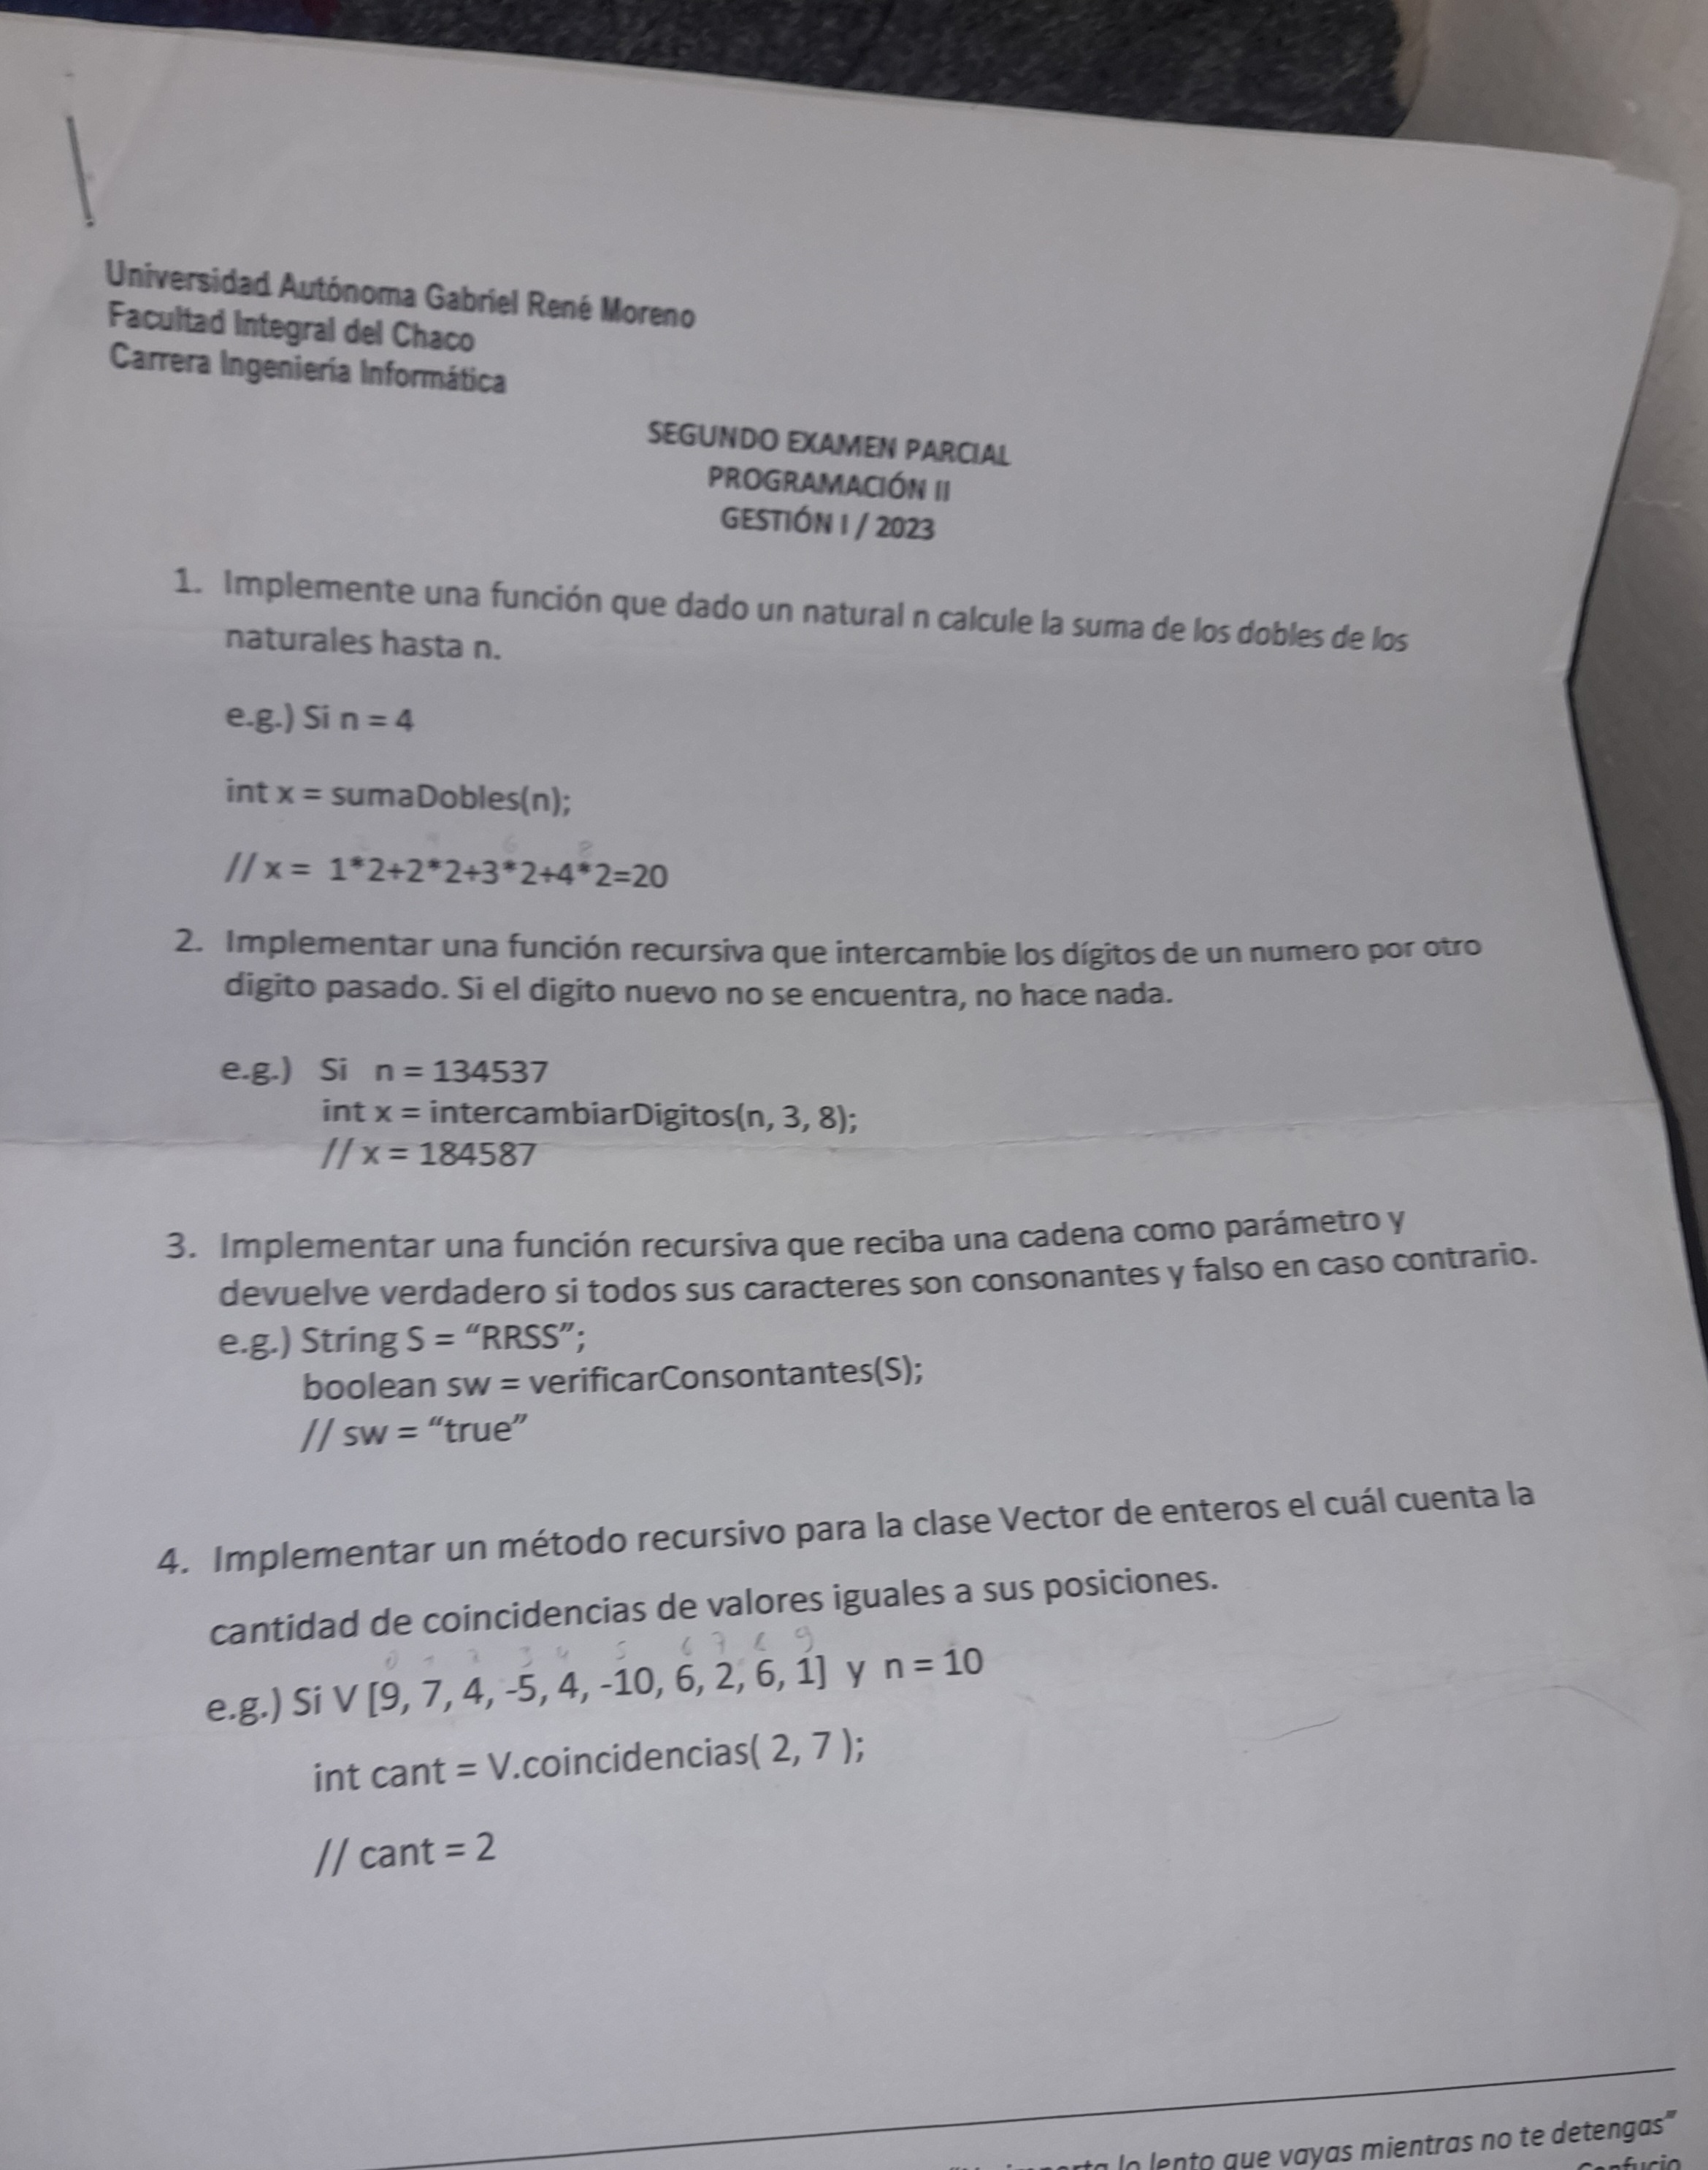 Universidad Autónoma Gabriel René Moreno
Facultad Integral del Chaco
Carrera Ingeniería Informática
SEGUNDO EXAMEN PARCIAL
PROGRAMACIÓN II
GESTIÓN I / 2023
1. Implemente una función que dado un natural n calcule la suma de los dobles de los
naturales hasta n.
e.g.) Si n = 4
int x = sumaDobles(n);
6 8
// x = 1*2+2*2+3*2+4*2=20
2. Implementar una función recursiva que intercambie los dígitos de un numero por otro
digito pasado. Si el digito nuevo no se encuentra, no hace nada.
e.g.) Si n = 134537
int x = intercambiarDigitos(n, 3, 8);
// x = 184587
3. Implementar una función recursiva que reciba una cadena como parámetro y
devuelve verdadero si todos sus caracteres son consonantes y falso en caso contrario.
e.g.) String S = “RRSS”;
boolean sw = verificarConsontantes(S);
// sw = “true”
4. Implementar un método recursivo para la clase Vector de enteros el cuál cuenta la
cantidad de coincidencias de valores iguales a sus posiciones.
0 1 2 3 4 5 6 7 8 9
e.g.) Si V [9, 7, 4, -5, 4, -10, 6, 2, 6, 1] y n = 10
int cant = V.coincidencias( 2, 7 );
// cant = 2
lo lento que vayas mientras no te detengas”